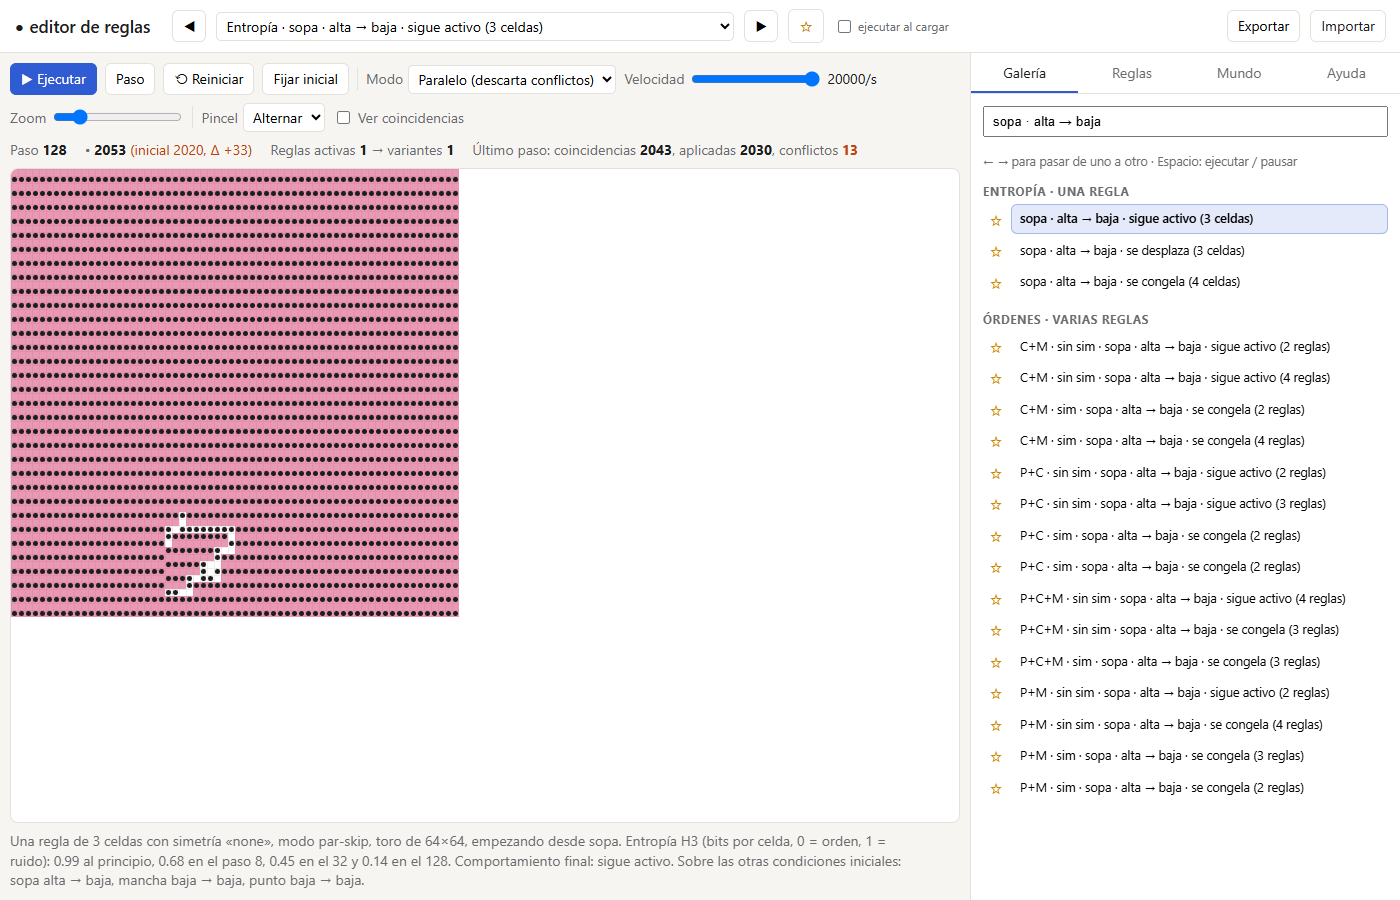 • editor de reglas
◀
Entropía · sopa · alta → baja · sigue activo (3 celdas)
▶
☆
ejecutar al cargar
Exportar
Importar
▶ Ejecutar
Paso
Reiniciar
Fijar inicial
Modo
Paralelo (descarta conflictos)
Velocidad
20000/s
Zoom
Pincel
Alternar
Ver coincidencias
Paso 128 • 2053 (inicial 2020, Δ +33) Reglas activas 1 → variantes 1 Último paso: coincidencias 2043, aplicadas 2030, conflictos 13
Una regla de 3 celdas con simetría «none», modo par-skip, toro de 64×64, empezando desde sopa. Entropía H3 (bits por celda, 0 = orden, 1 =
ruido): 0.99 al principio, 0.68 en el paso 8, 0.45 en el 32 y 0.14 en el 128. Comportamiento final: sigue activo. Sobre las otras condiciones iniciales:
sopa alta → baja, mancha baja → baja, punto baja → baja.
Galería
Reglas
Mundo
Ayuda
sopa · alta → baja
← → para pasar de uno a otro · Espacio: ejecutar / pausar
ENTROPÍA · UNA REGLA
☆ sopa · alta → baja · sigue activo (3 celdas)
☆ sopa · alta → baja · se desplaza (3 celdas)
☆ sopa · alta → baja · se congela (4 celdas)
ÓRDENES · VARIAS REGLAS
☆ C+M · sin sim · sopa · alta → baja · sigue activo (2 reglas)
☆ C+M · sin sim · sopa · alta → baja · sigue activo (4 reglas)
☆ C+M · sim · sopa · alta → baja · se congela (2 reglas)
☆ C+M · sim · sopa · alta → baja · se congela (4 reglas)
☆ P+C · sin sim · sopa · alta → baja · sigue activo (2 reglas)
☆ P+C · sin sim · sopa · alta → baja · sigue activo (3 reglas)
☆ P+C · sim · sopa · alta → baja · se congela (2 reglas)
☆ P+C · sim · sopa · alta → baja · se congela (2 reglas)
☆ P+C+M · sin sim · sopa · alta → baja · sigue activo (4 reglas)
☆ P+C+M · sin sim · sopa · alta → baja · se congela (3 reglas)
☆ P+C+M · sim · sopa · alta → baja · se congela (3 reglas)
☆ P+M · sin sim · sopa · alta → baja · sigue activo (2 reglas)
☆ P+M · sin sim · sopa · alta → baja · se congela (4 reglas)
☆ P+M · sim · sopa · alta → baja · se congela (3 reglas)
☆ P+M · sim · sopa · alta → baja · se congela (2 reglas)